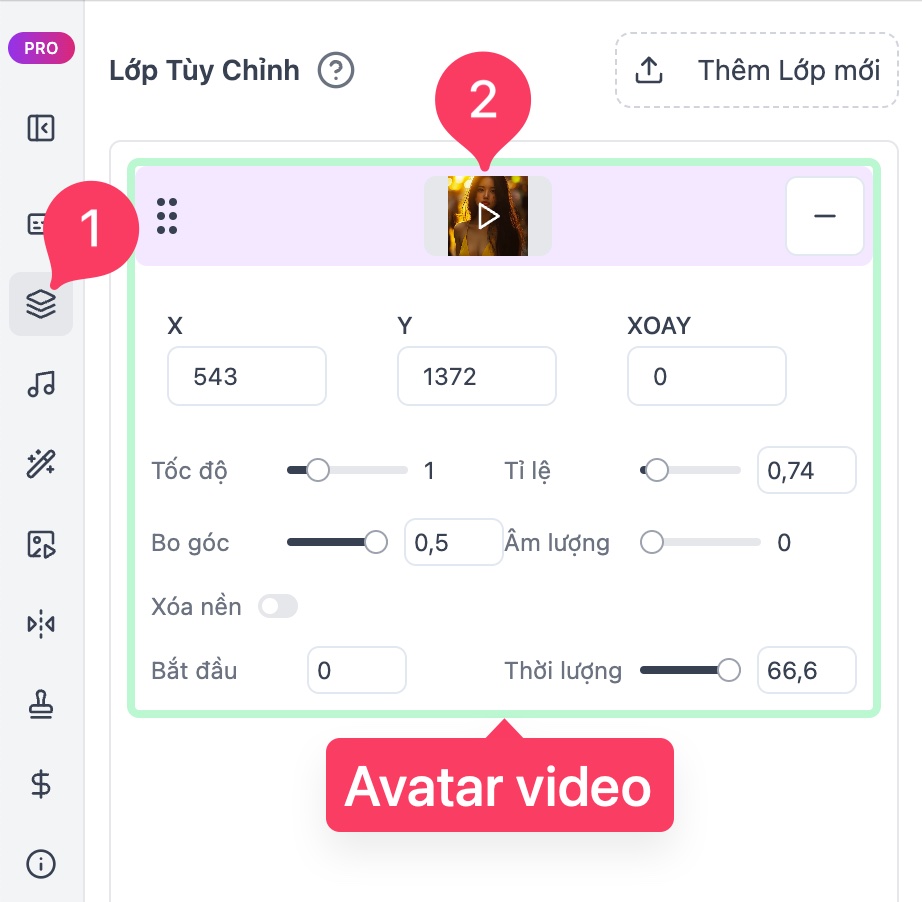 PRO
Lớp Tùy Chỉnh ?
Thêm Lớp mới
2
1
X Y XOAY
543 1372 0
Tốc độ 1 Tỉ lệ 0,74
Bo góc 0,5 Âm lượng 0
Xóa nền
Bắt đầu 0 Thời lượng 66,6
Avatar video